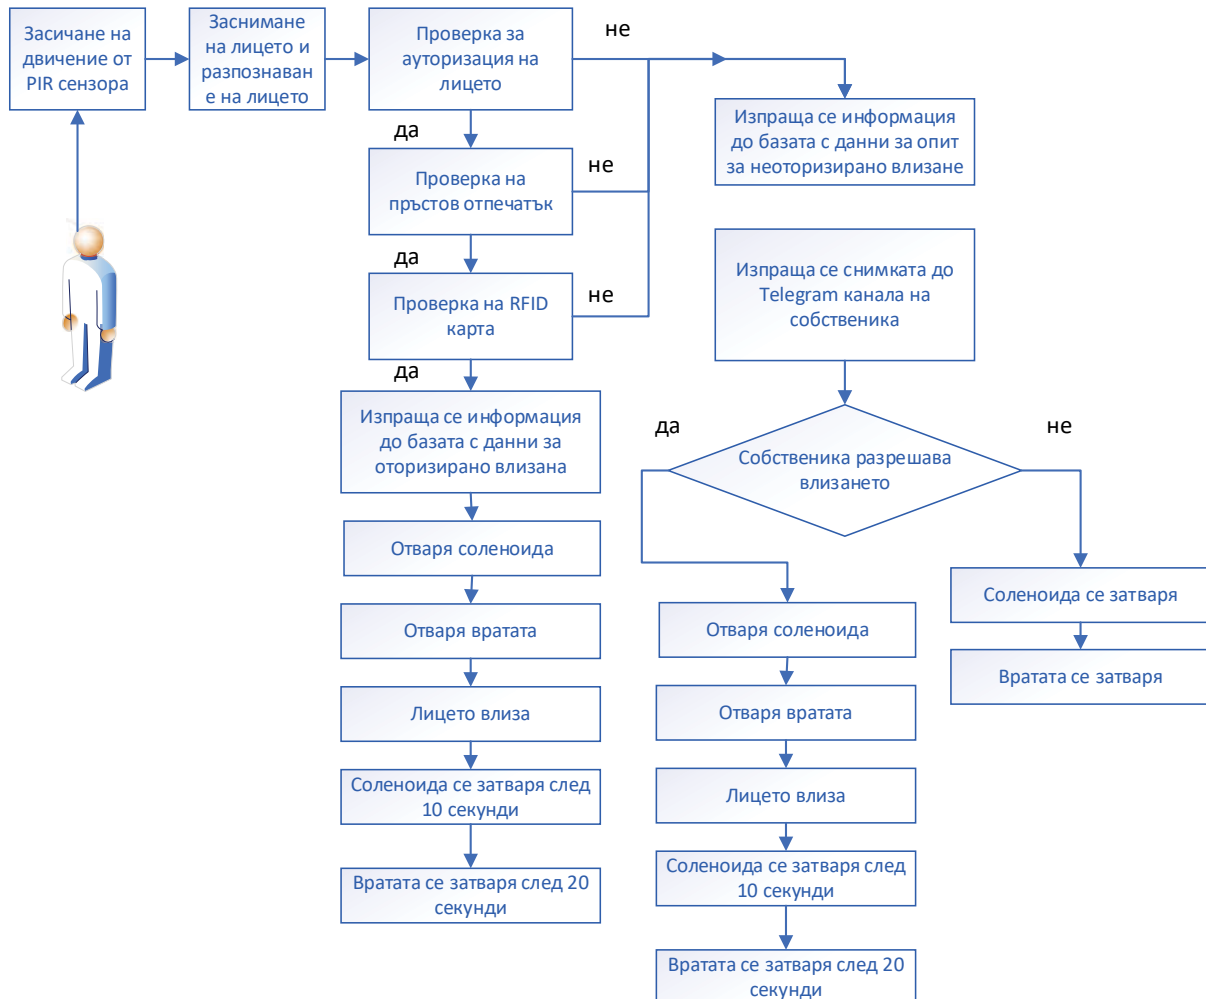 Засичане на
двичение от
PIR сензора
Заснимане
на лицето и
разпознаван
е на лицето
Проверка за
ауторизация на
лицето
не
Изпраща се информация
до базата с данни за опит
за неоторизирано влизане
да
Проверка на
пръстов отпечатък
не
да
Проверка на RFID
карта
не
да
Изпраща се снимката до
Telegram канала на
собственика
Изпраща се информация
до базата с данни за
оторизирано влизана
да
не
Собственика разрешава
влизането
Отваря соленоида
Отваря вратата
Лицето влиза
Соленоида се затваря след
10 секунди
Вратата се затваря след 20
секунди
Отваря соленоида
Отваря вратата
Лицето влиза
Соленоида се затваря след
10 секунди
Вратата се затваря след 20
секунди
Соленоида се затваря
Вратата се затваря